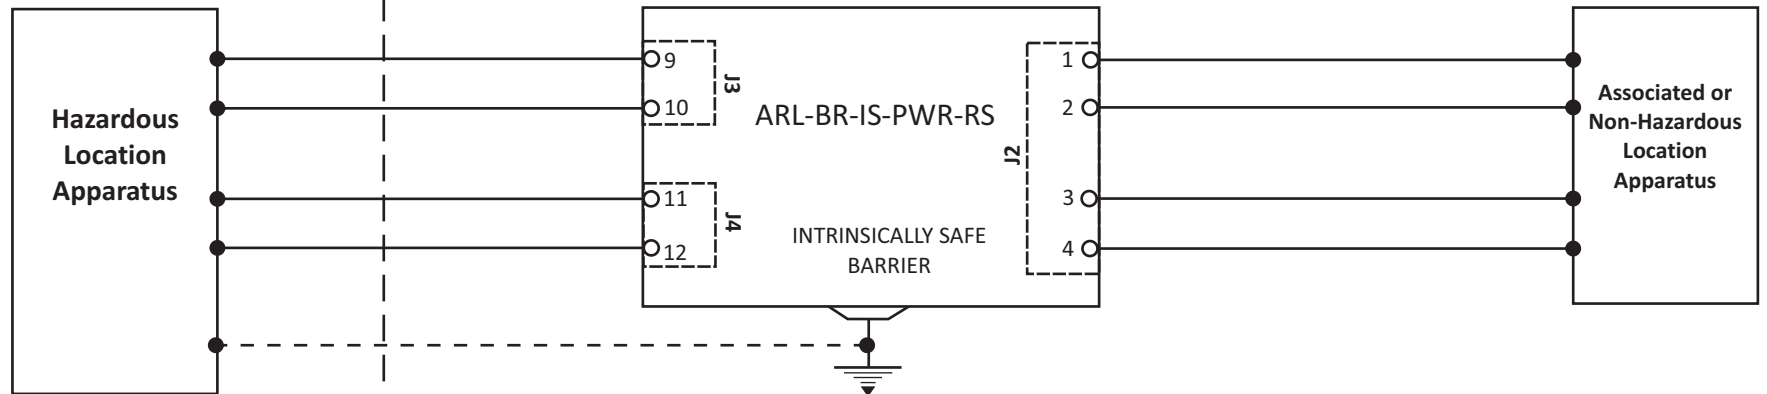 Hazardous
Location
Apparatus
9
10
J3
11
12
J4
ARL-BR-IS-PWR-RS
INTRINSICALLY SAFE
BARRIER
J2
1
2
3
4
Associated or
Non-Hazardous
Location
Apparatus